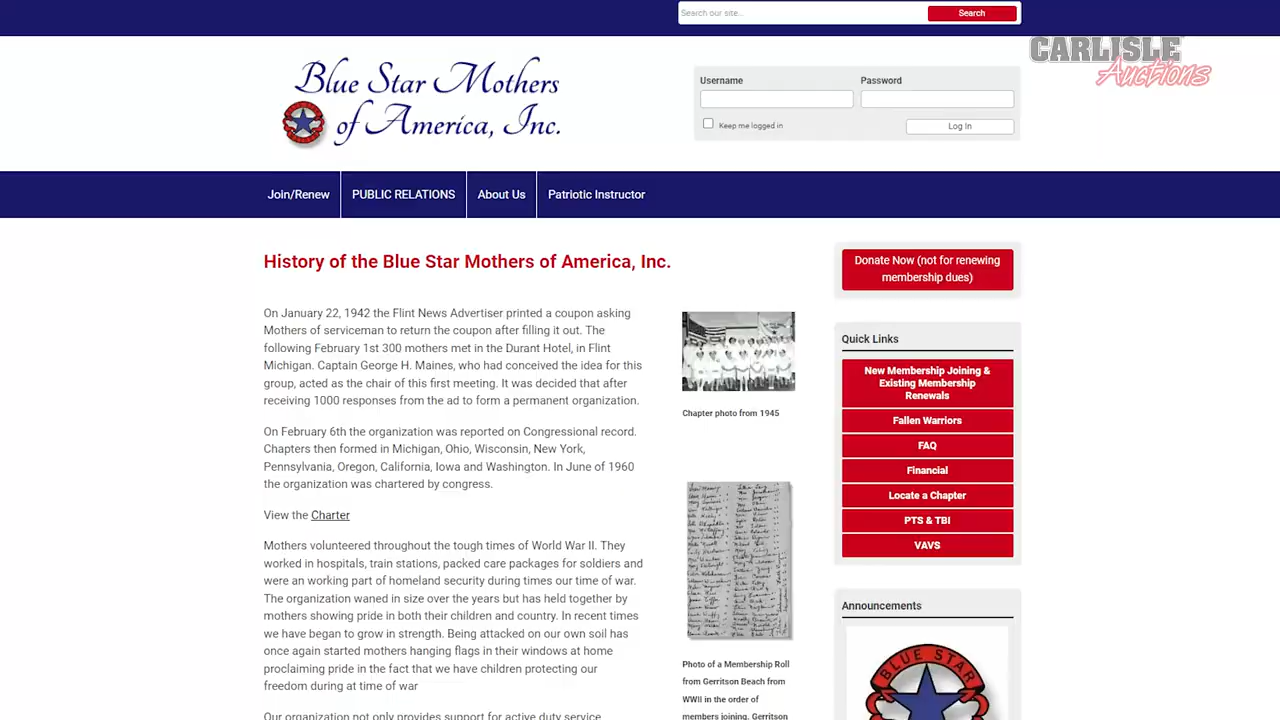 Search our site...
Search
CARLISLE
Auctions
Blue Star Mothers
of America, Inc.
Username
Password
Keep me logged in
Log In
Join/Renew
PUBLIC RELATIONS
About Us
Patriotic Instructor
History of the Blue Star Mothers of America, Inc.
On January 22, 1942 the Flint News Advertiser printed a coupon asking
Mothers of serviceman to return the coupon after filling it out. The
following February 1st 300 mothers met in the Durant Hotel, in Flint
Michigan. Captain George H. Maines, who had conceived the idea for this
group, acted as the chair of this first meeting. It was decided that after
receiving 1000 responses from the ad to form a permanent organization.
On February 6th the organization was reported on Congressional record.
Chapters then formed in Michigan, Ohio, Wisconsin, New York,
Pennsylvania, Oregon, California, Iowa and Washington. In June of 1960
the organization was chartered by congress.
View the Charter
Mothers volunteered throughout the tough times of World War II. They
worked in hospitals, train stations, packed care packages for soldiers and
were an working part of homeland security during times our time of war.
The organization waned in size over the years but has held together by
mothers showing pride in both their children and country. In recent times
we have began to grow in strength. Being attacked on our own soil has
once again started mothers hanging flags in their windows at home
proclaiming pride in the fact that we have children protecting our
freedom during at time of war
Our organization not only provides support for active duty service
Chapter photo from 1945
Photo of a Membership Roll
from Gerritson Beach from
WWII in the order of
members joining. Gerritson
Donate Now (not for renewing
membership dues)
Quick Links
New Membership Joining &
Existing Membership
Renewals
Fallen Warriors
FAQ
Financial
Locate a Chapter
PTS & TBI
VAVS
Announcements
BLUE STAR